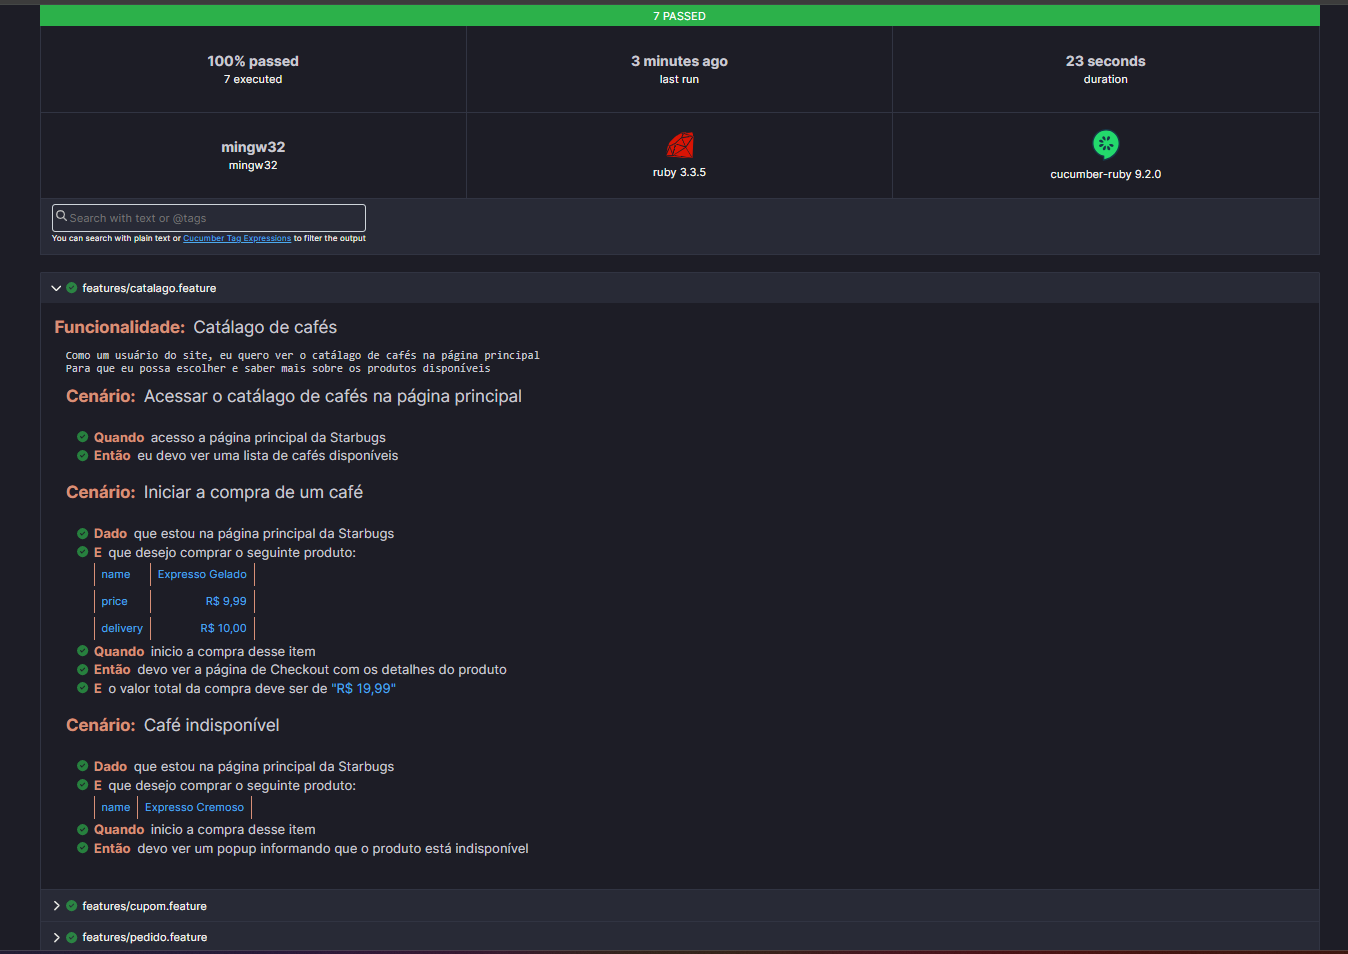 7 PASSED
100% passed
7 executed
3 minutes ago
last run
23 seconds
duration
mingw32
mingw32
ruby 3.3.5
cucumber-ruby 9.2.0
Search with text or @tags
You can search with plain text or Cucumber Tag Expressions to filter the output
features/catalago.feature
Funcionalidade: Catálago de cafés
Como um usuário do site, eu quero ver o catálago de cafés na página principal
Para que eu possa escolher e saber mais sobre os produtos disponíveis
Cenário: Acessar o catálago de cafés na página principal
Quando acesso a página principal da Starbugs
Então eu devo ver uma lista de cafés disponíveis
Cenário: Iniciar a compra de um café
Dado que estou na página principal da Starbugs
E que desejo comprar o seguinte produto:
name Expresso Gelado
price R$ 9,99
delivery R$ 10,00
Quando inicio a compra desse item
Então devo ver a página de Checkout com os detalhes do produto
E o valor total da compra deve ser de "R$ 19,99"
Cenário: Café indisponível
Dado que estou na página principal da Starbugs
E que desejo comprar o seguinte produto:
name Expresso Cremoso
Quando inicio a compra desse item
Então devo ver um popup informando que o produto está indisponível
features/cupom.feature
features/pedido.feature